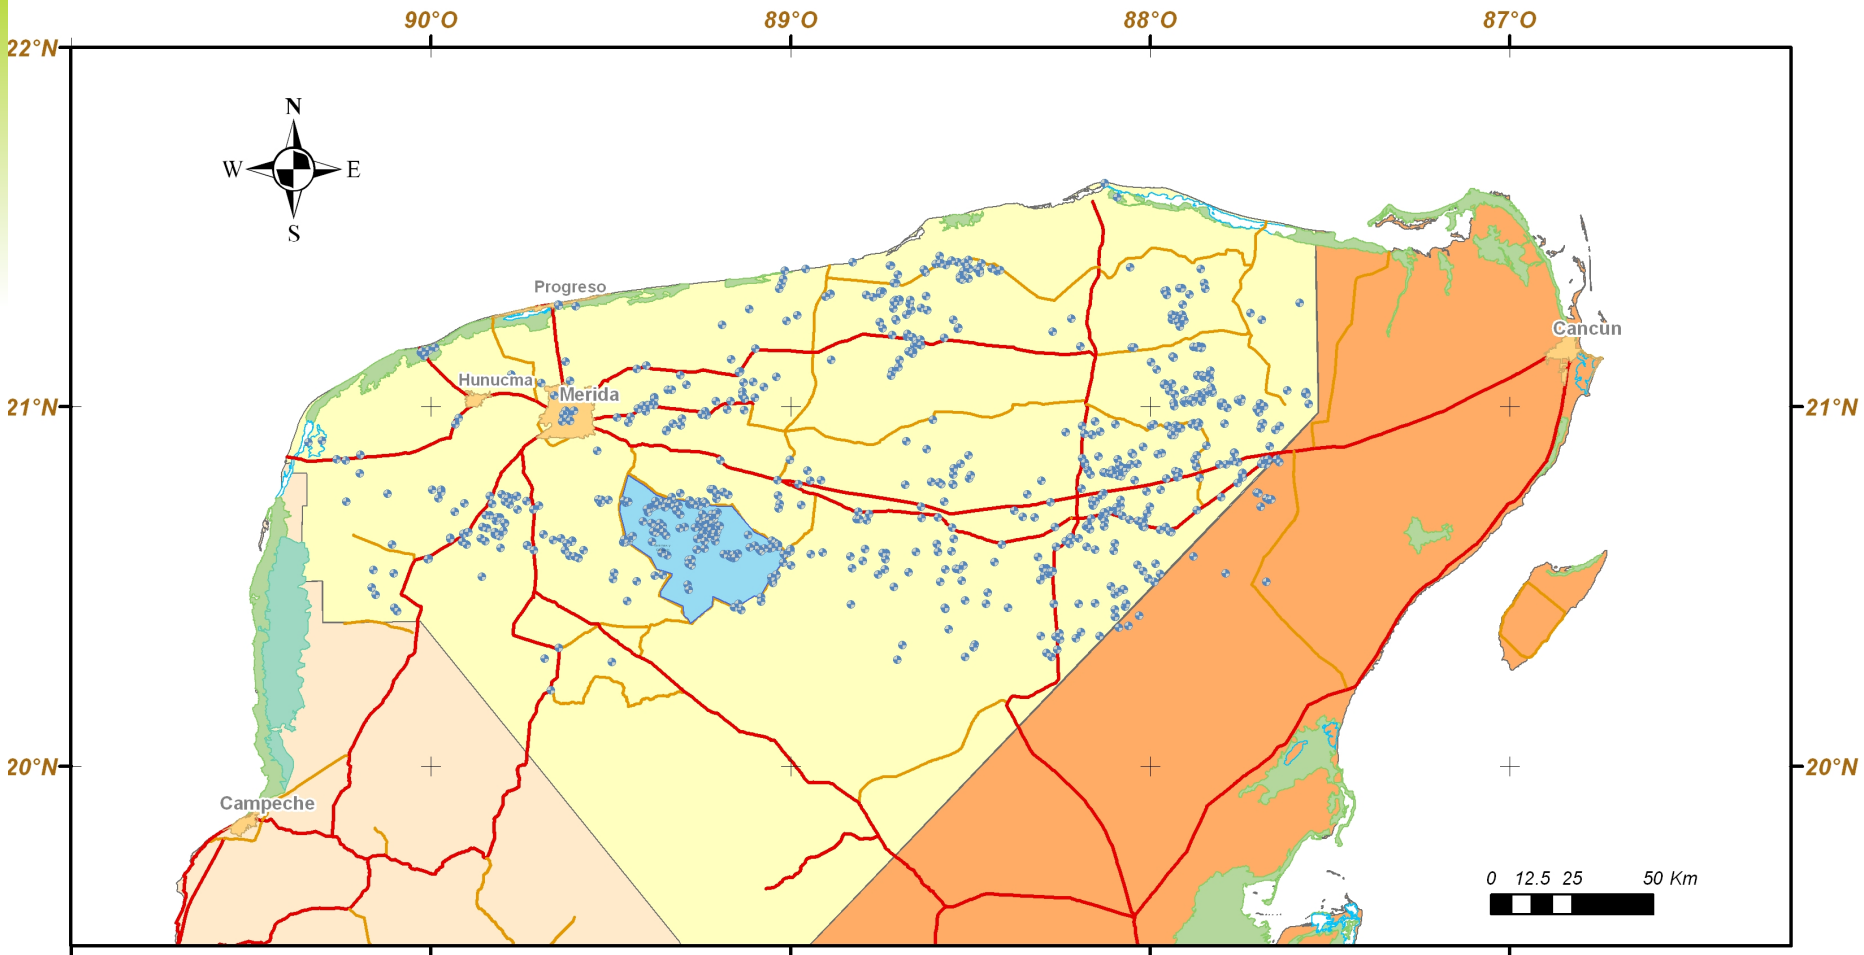 90°O 89°O 88°O 87°O
22°N
N
W E
S
Progreso
Cancun
Hunucma
Merida
21°N 21°N
20°N 20°N
Campeche
0 12.5 25 50 Km